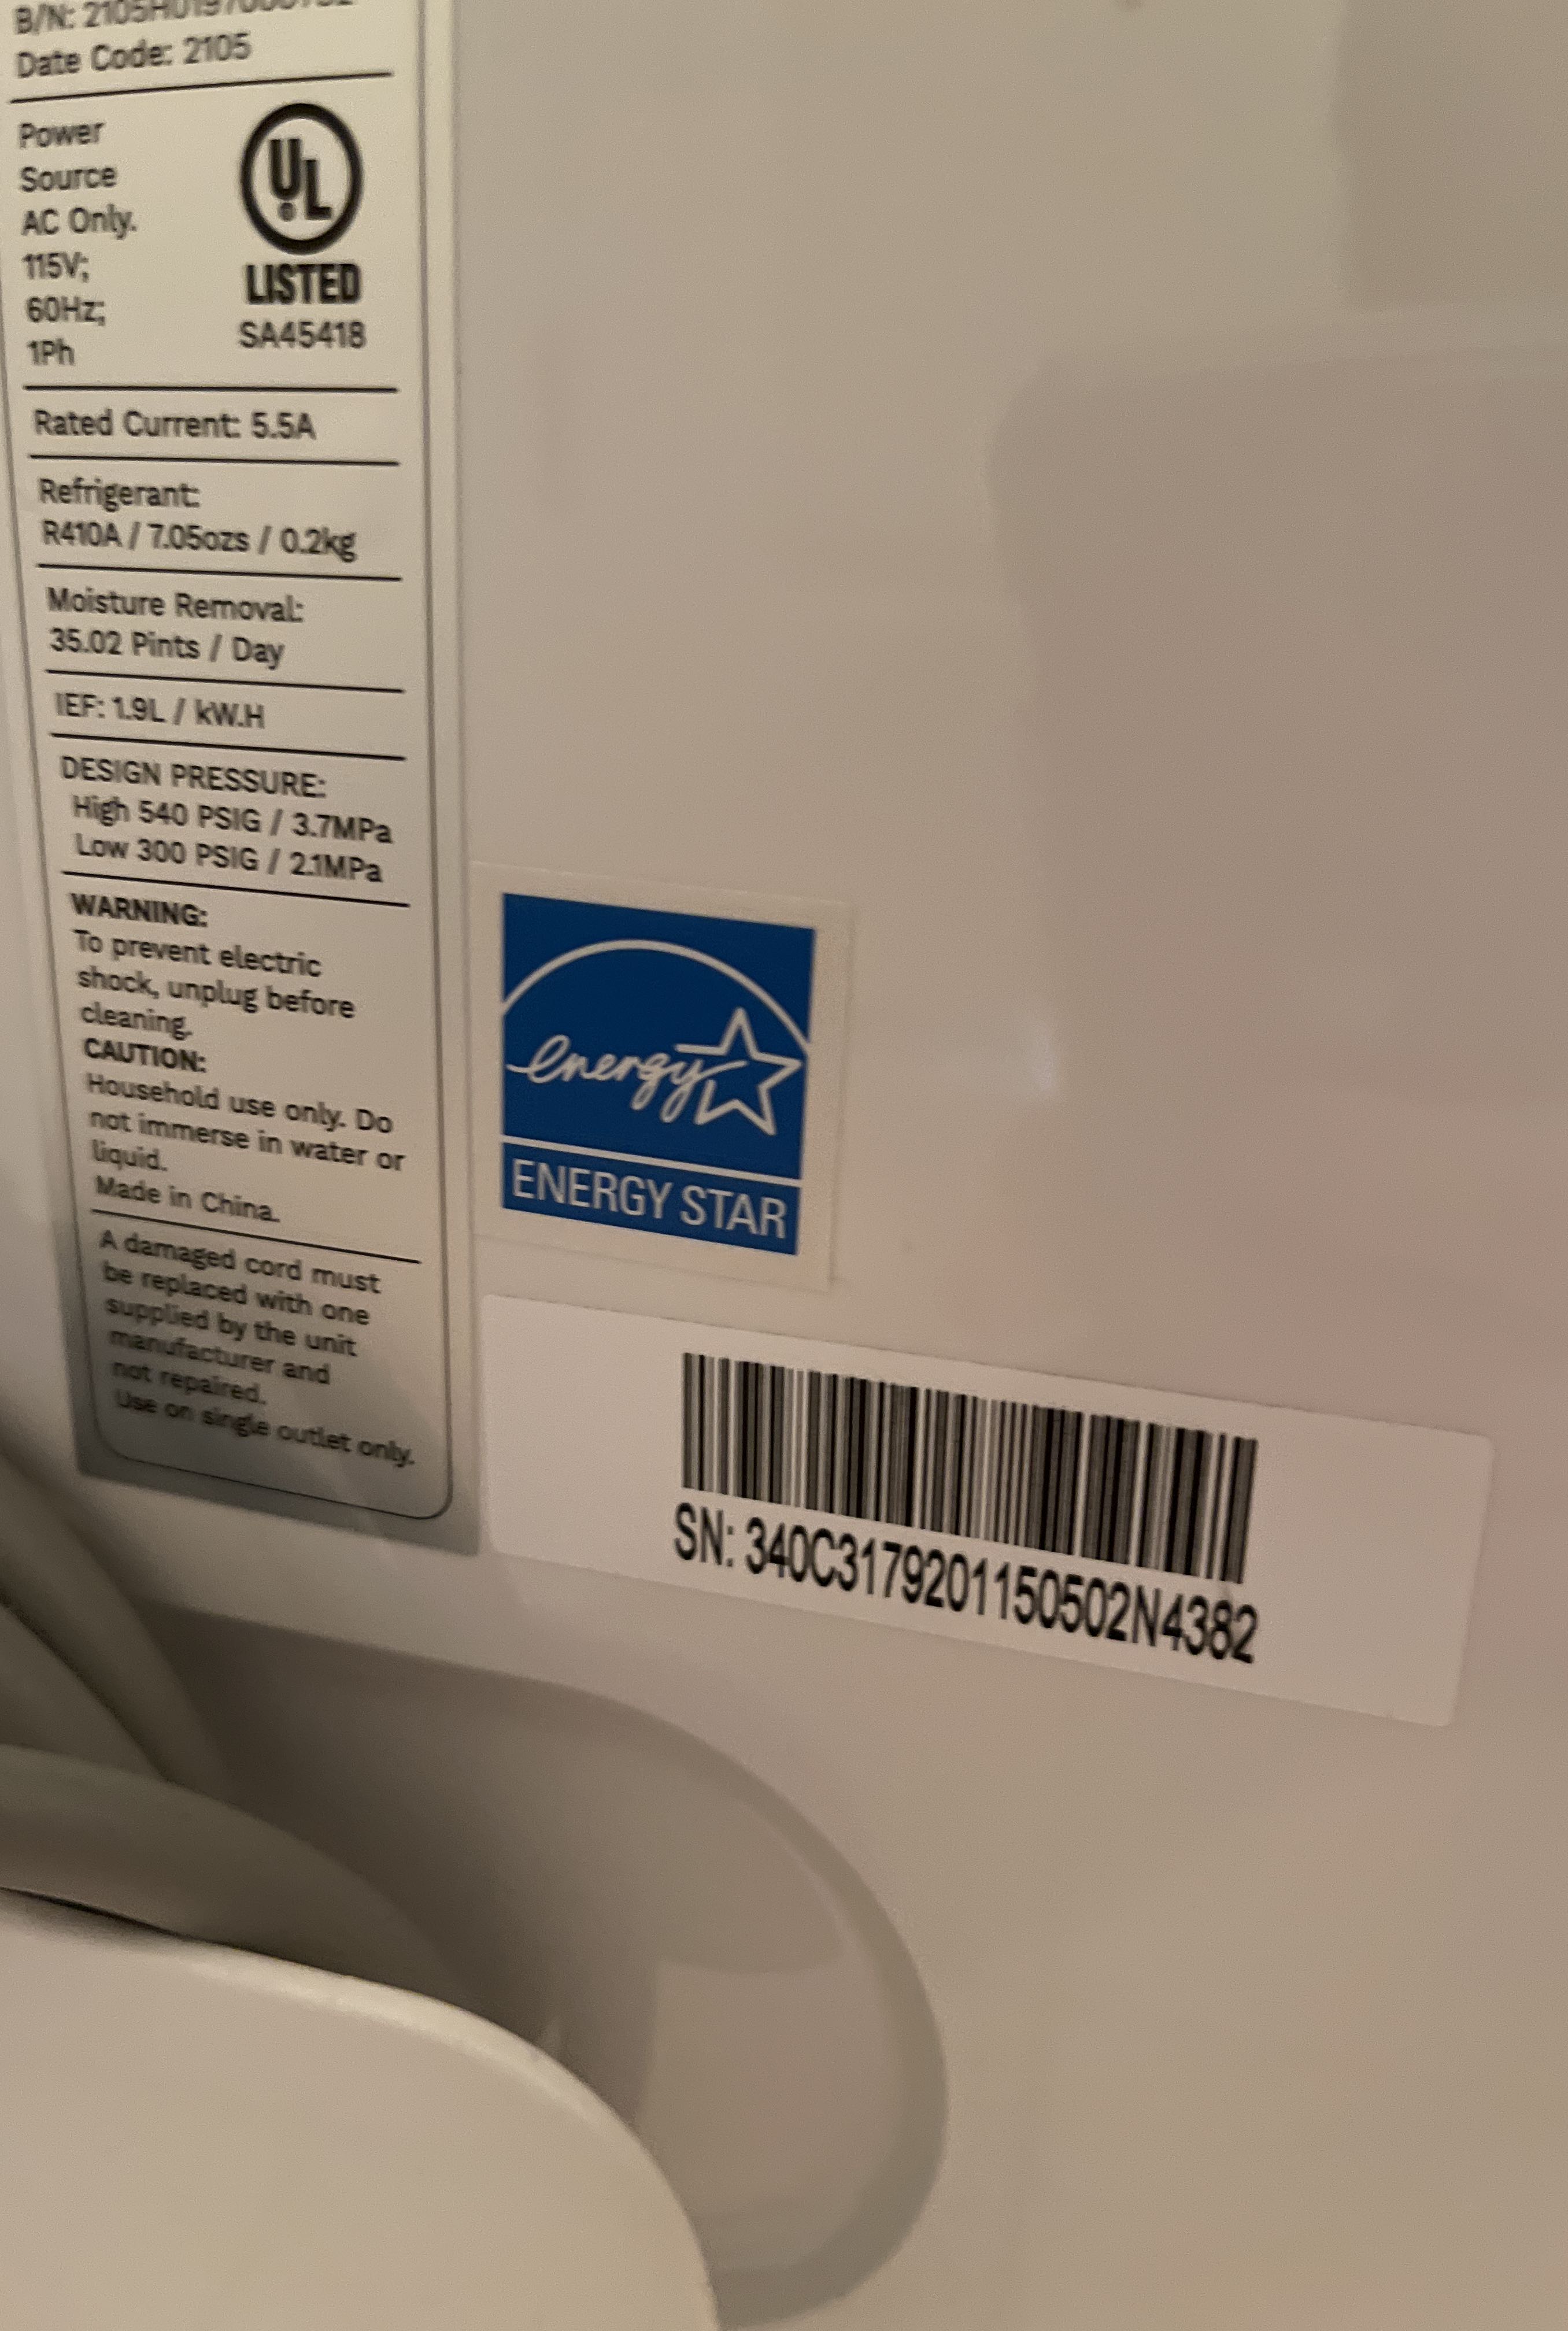 Date Code: 2105
Power
Source
AC Only.
115V;
60Hz;
1Ph
UL
LISTED
SA45418
Rated Current: 5.5A
Refrigerant:
R410A / 7.05ozs / 0.2kg
Moisture Removal:
35.02 Pints / Day
IEF: 1.9L / kW.H
DESIGN PRESSURE:
High 540 PSIG / 3.7MPa
Low 300 PSIG / 2.1MPa
WARNING:
To prevent electric
shock, unplug before
cleaning.
CAUTION:
Household use only. Do
not immerse in water or
liquid.
Made in China.
A damaged cord must
be replaced with one
supplied by the unit
manufacturer and
not repaired.
Use on single outlet only.
energy
ENERGY STAR
SN: 340C3179201150502N4382